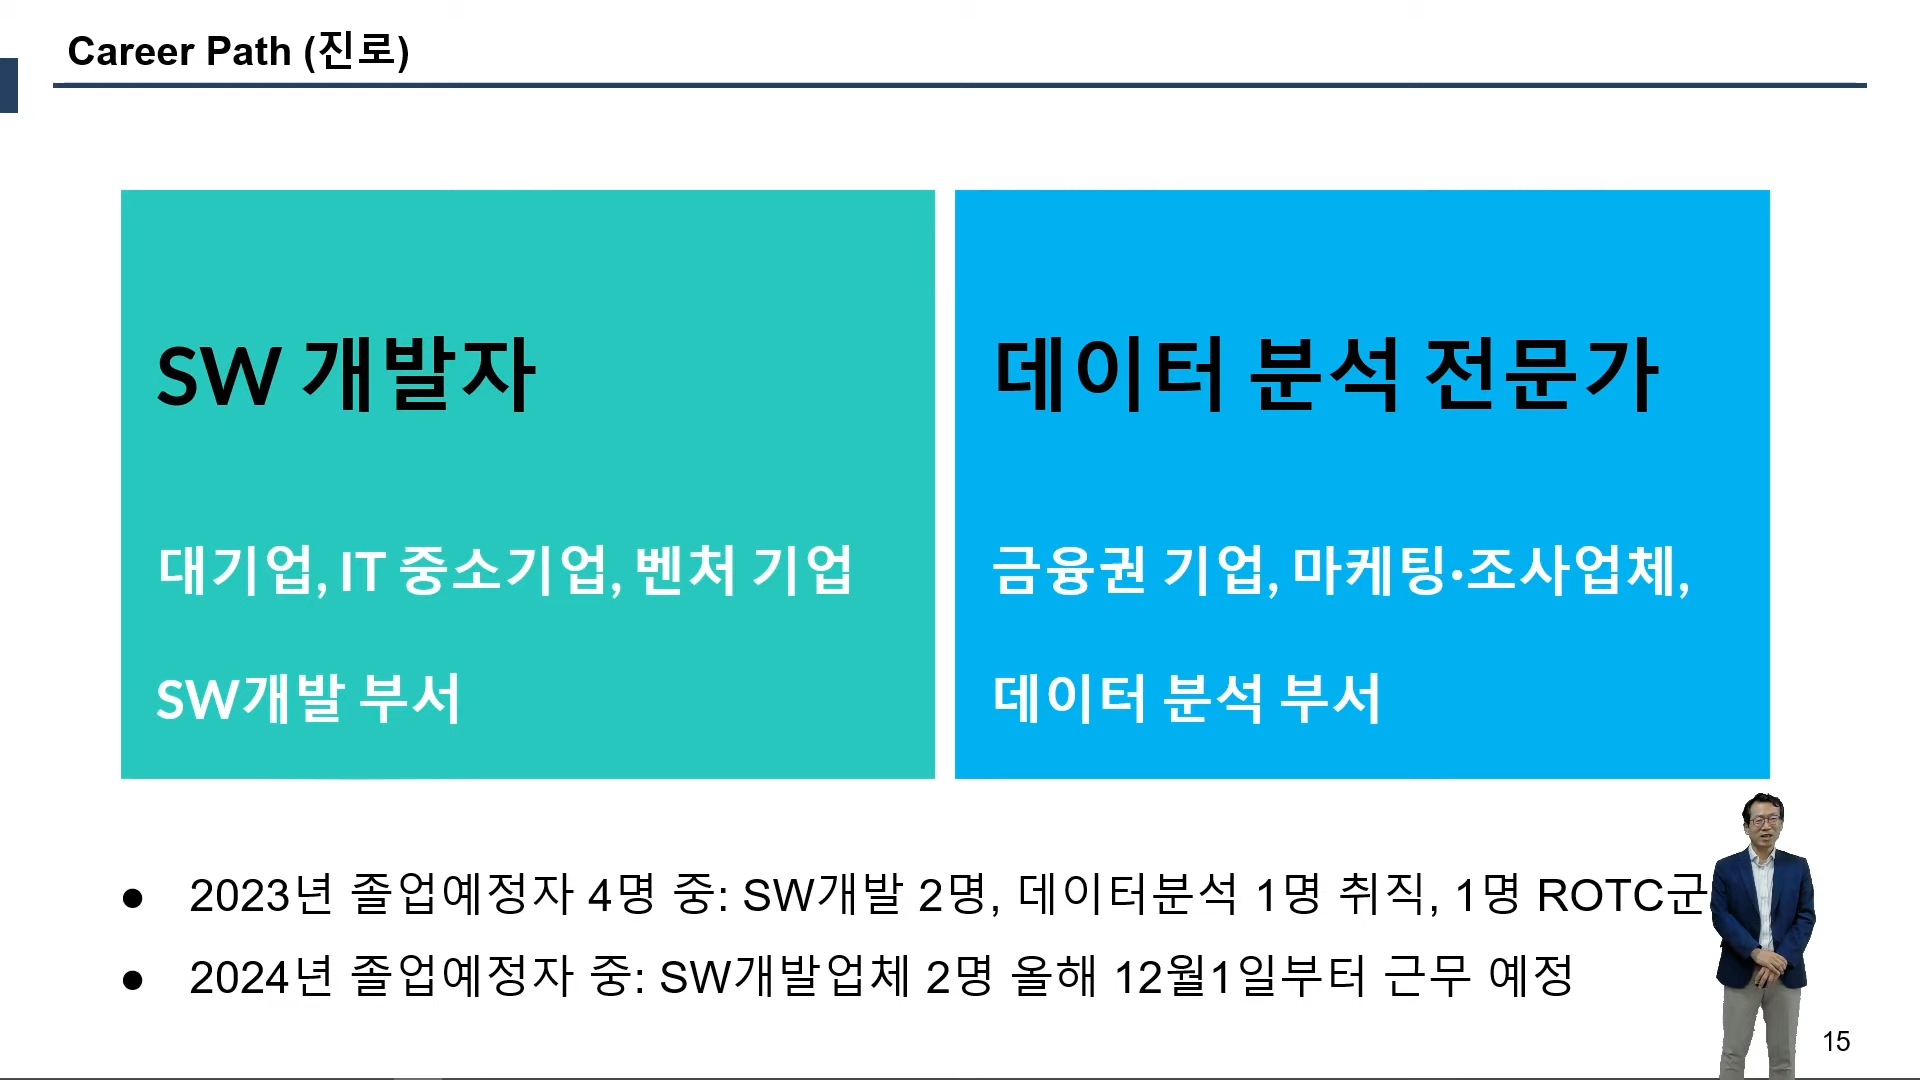 Career Path (진로)
SW 개발자
대기업, IT 중소기업, 벤처 기업
SW개발 부서
데이터 분석 전문가
금융권 기업, 마케팅·조사업체,
데이터 분석 부서
● 2023년 졸업예정자 4명 중: SW개발 2명, 데이터분석 1명 취직, 1명 ROTC군
● 2024년 졸업예정자 중: SW개발업체 2명 올해 12월1일부터 근무 예정
15